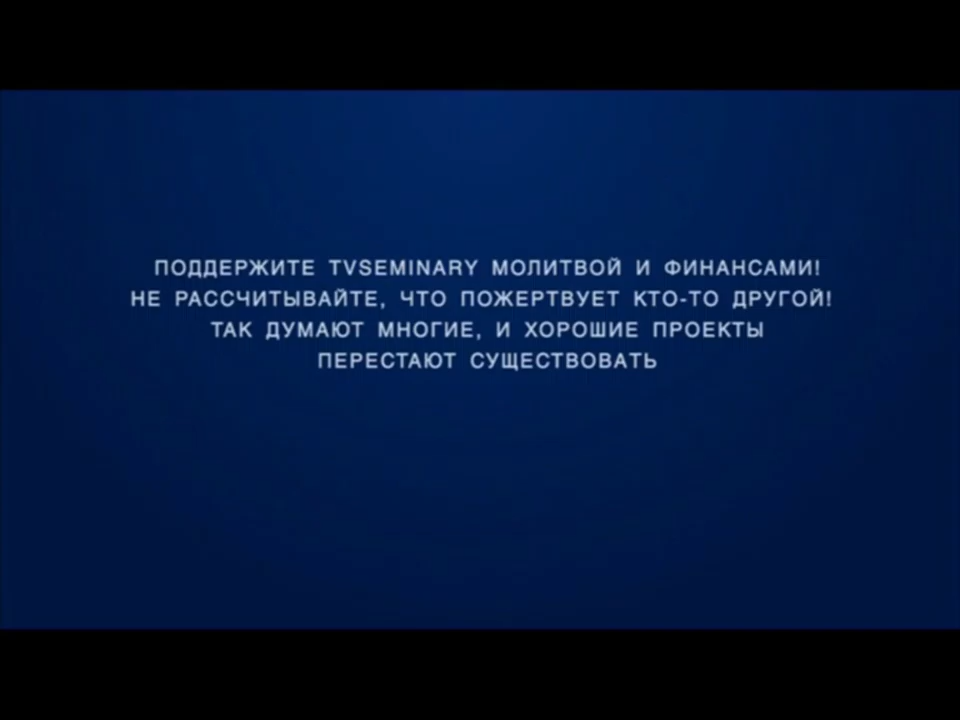 ПОДДЕРЖИТЕ TVSEMINARY МОЛИТВОЙ И ФИНАНСАМИ!
НЕ РАССЧИТЫВАЙТЕ, ЧТО ПОЖЕРТВУЕТ КТО-ТО ДРУГОЙ!
ТАК ДУМАЮТ МНОГИЕ, И ХОРОШИЕ ПРОЕКТЫ
ПЕРЕСТАЮТ СУЩЕСТВОВАТЬ